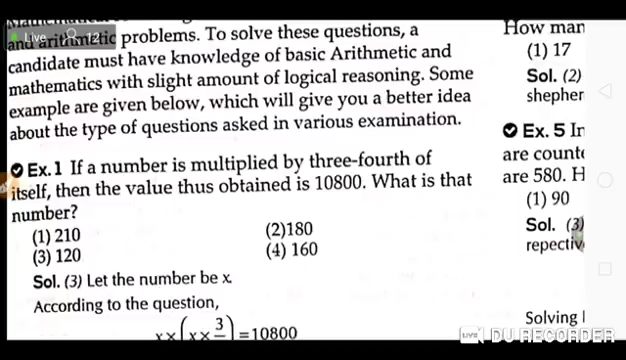 and arithmetic problems. To solve these questions, a
candidate must have knowledge of basic Arithmetic and
mathematics with slight amount of logical reasoning. Some
example are given below, which will give you a better idea
about the type of questions asked in various examination.
Ex.1 If a number is multiplied by three-fourth of
itself, then the value thus obtained is 10800. What is that
number?
(1) 210 (2)180
(3) 120 (4) 160
Sol. (3) Let the number be x.
According to the question,
x×(x×3/ )=10800
How man
(1) 17
Sol. (2)
shepher
Ex. 5 In
are counte
are 580. H
(1) 90
Sol. (3)
repectiv
Solving
Live
LIVE DU RECORDER